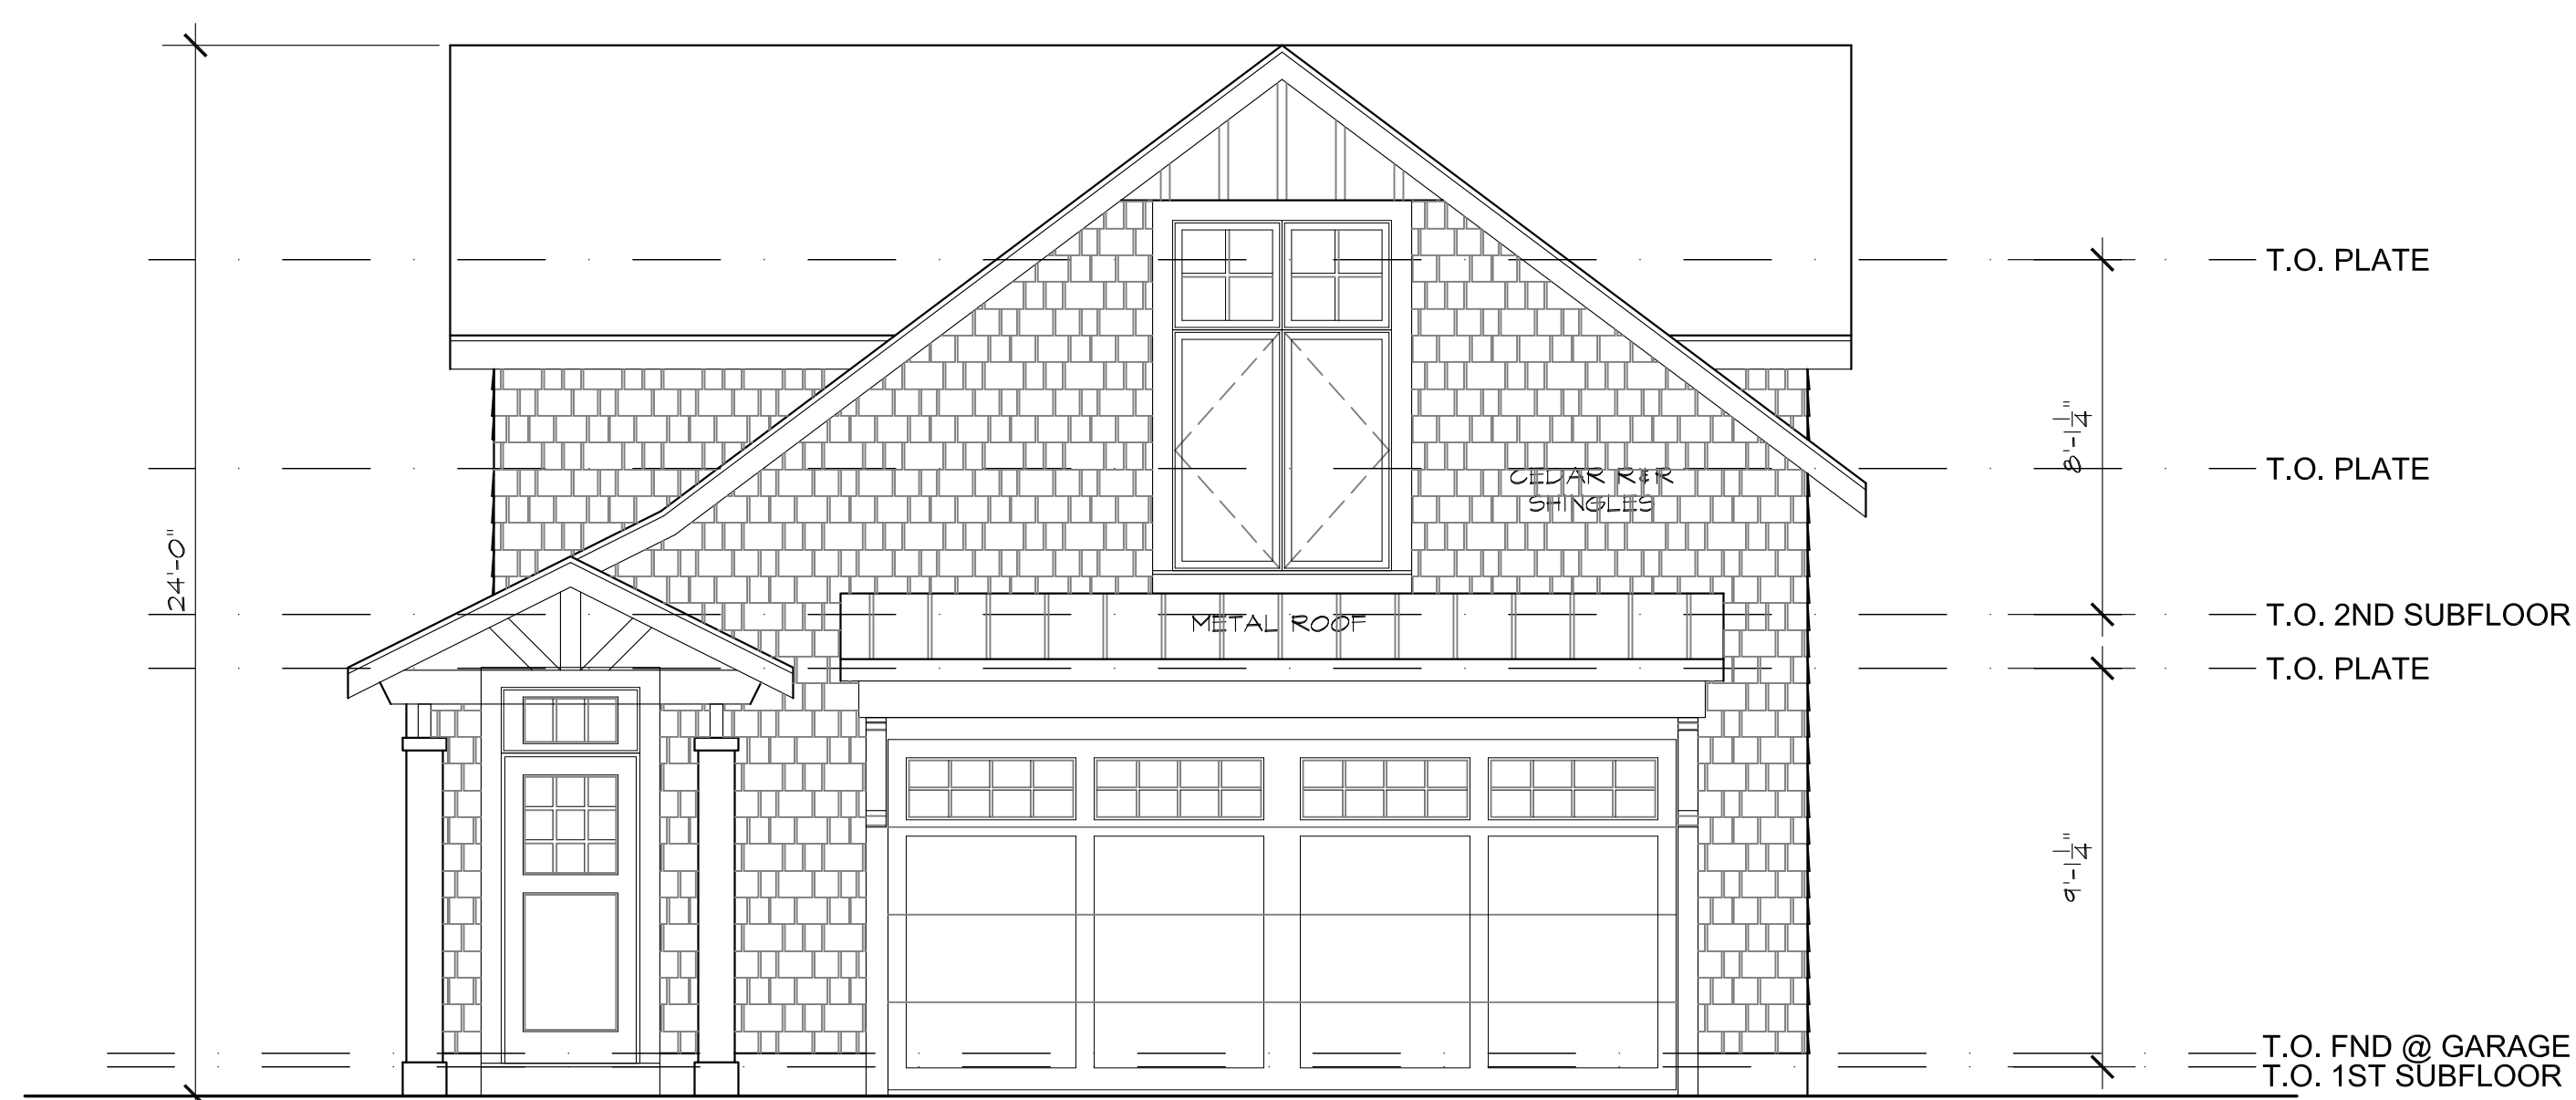 T.O. PLATE
8'-1 1/4"
T.O. PLATE
CEDAR R&R
SHINGLES
24'-0"
T.O. 2ND SUBFLOOR
METAL ROOF
T.O. PLATE
9'-1 1/4"
T.O. FND @ GARAGE
T.O. 1ST SUBFLOOR